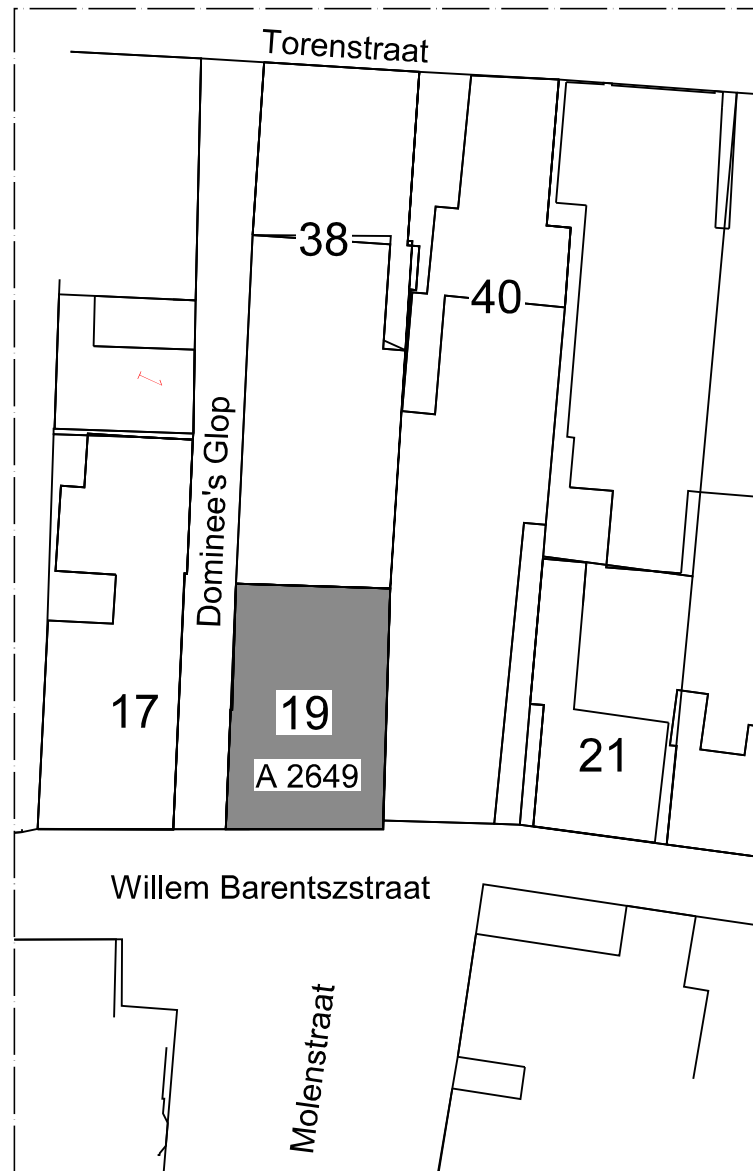 Torenstraat
38
40
Dominee's Glop
17
19
A 2649
21
Willem Barentszstraat
Molenstraat